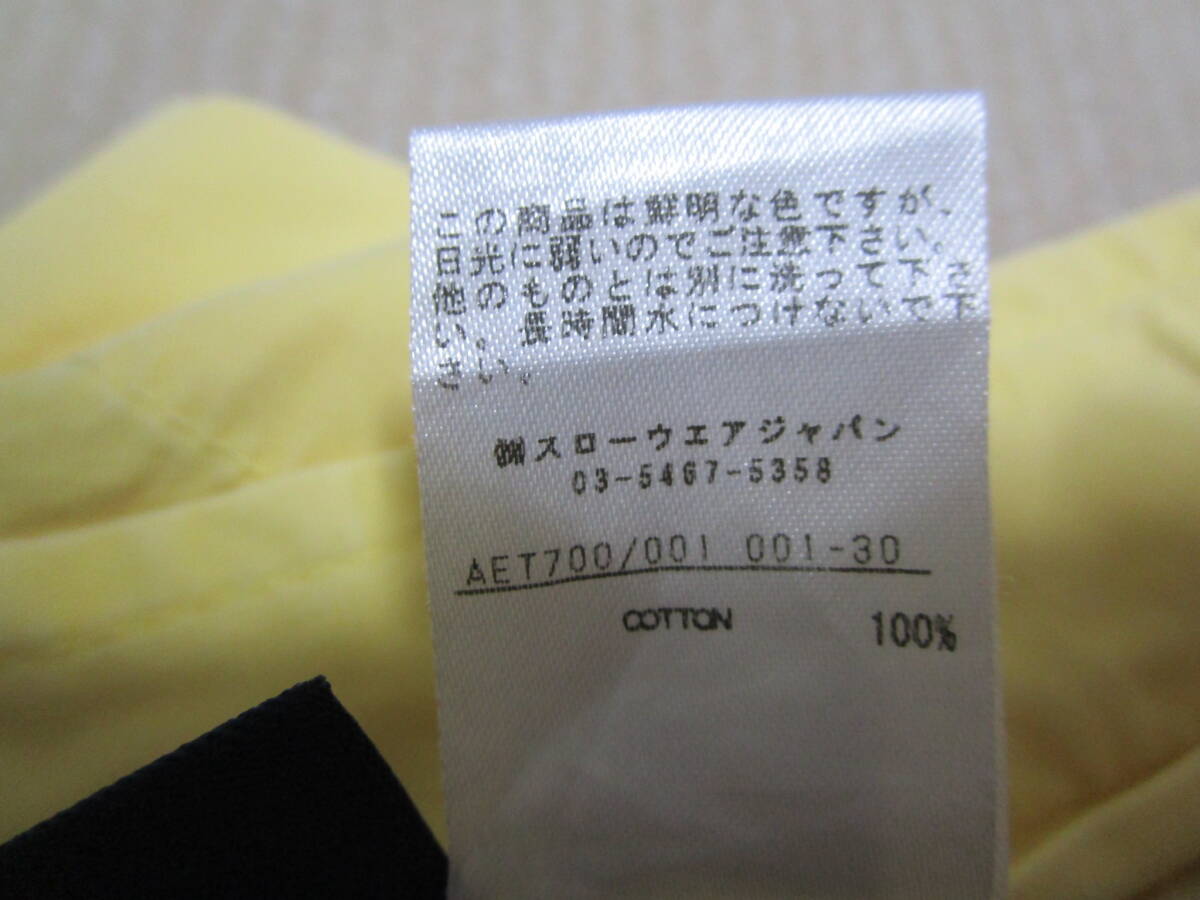 この商品は鮮明な色ですが、
日光に弱いのでご注意下さい。
他のものとは別に洗って下さ
い。長時間水につけないで下
さい。
㈱スローウエアジャパン
03-5467-5358
AET700/001 001-30
COTTON 100%